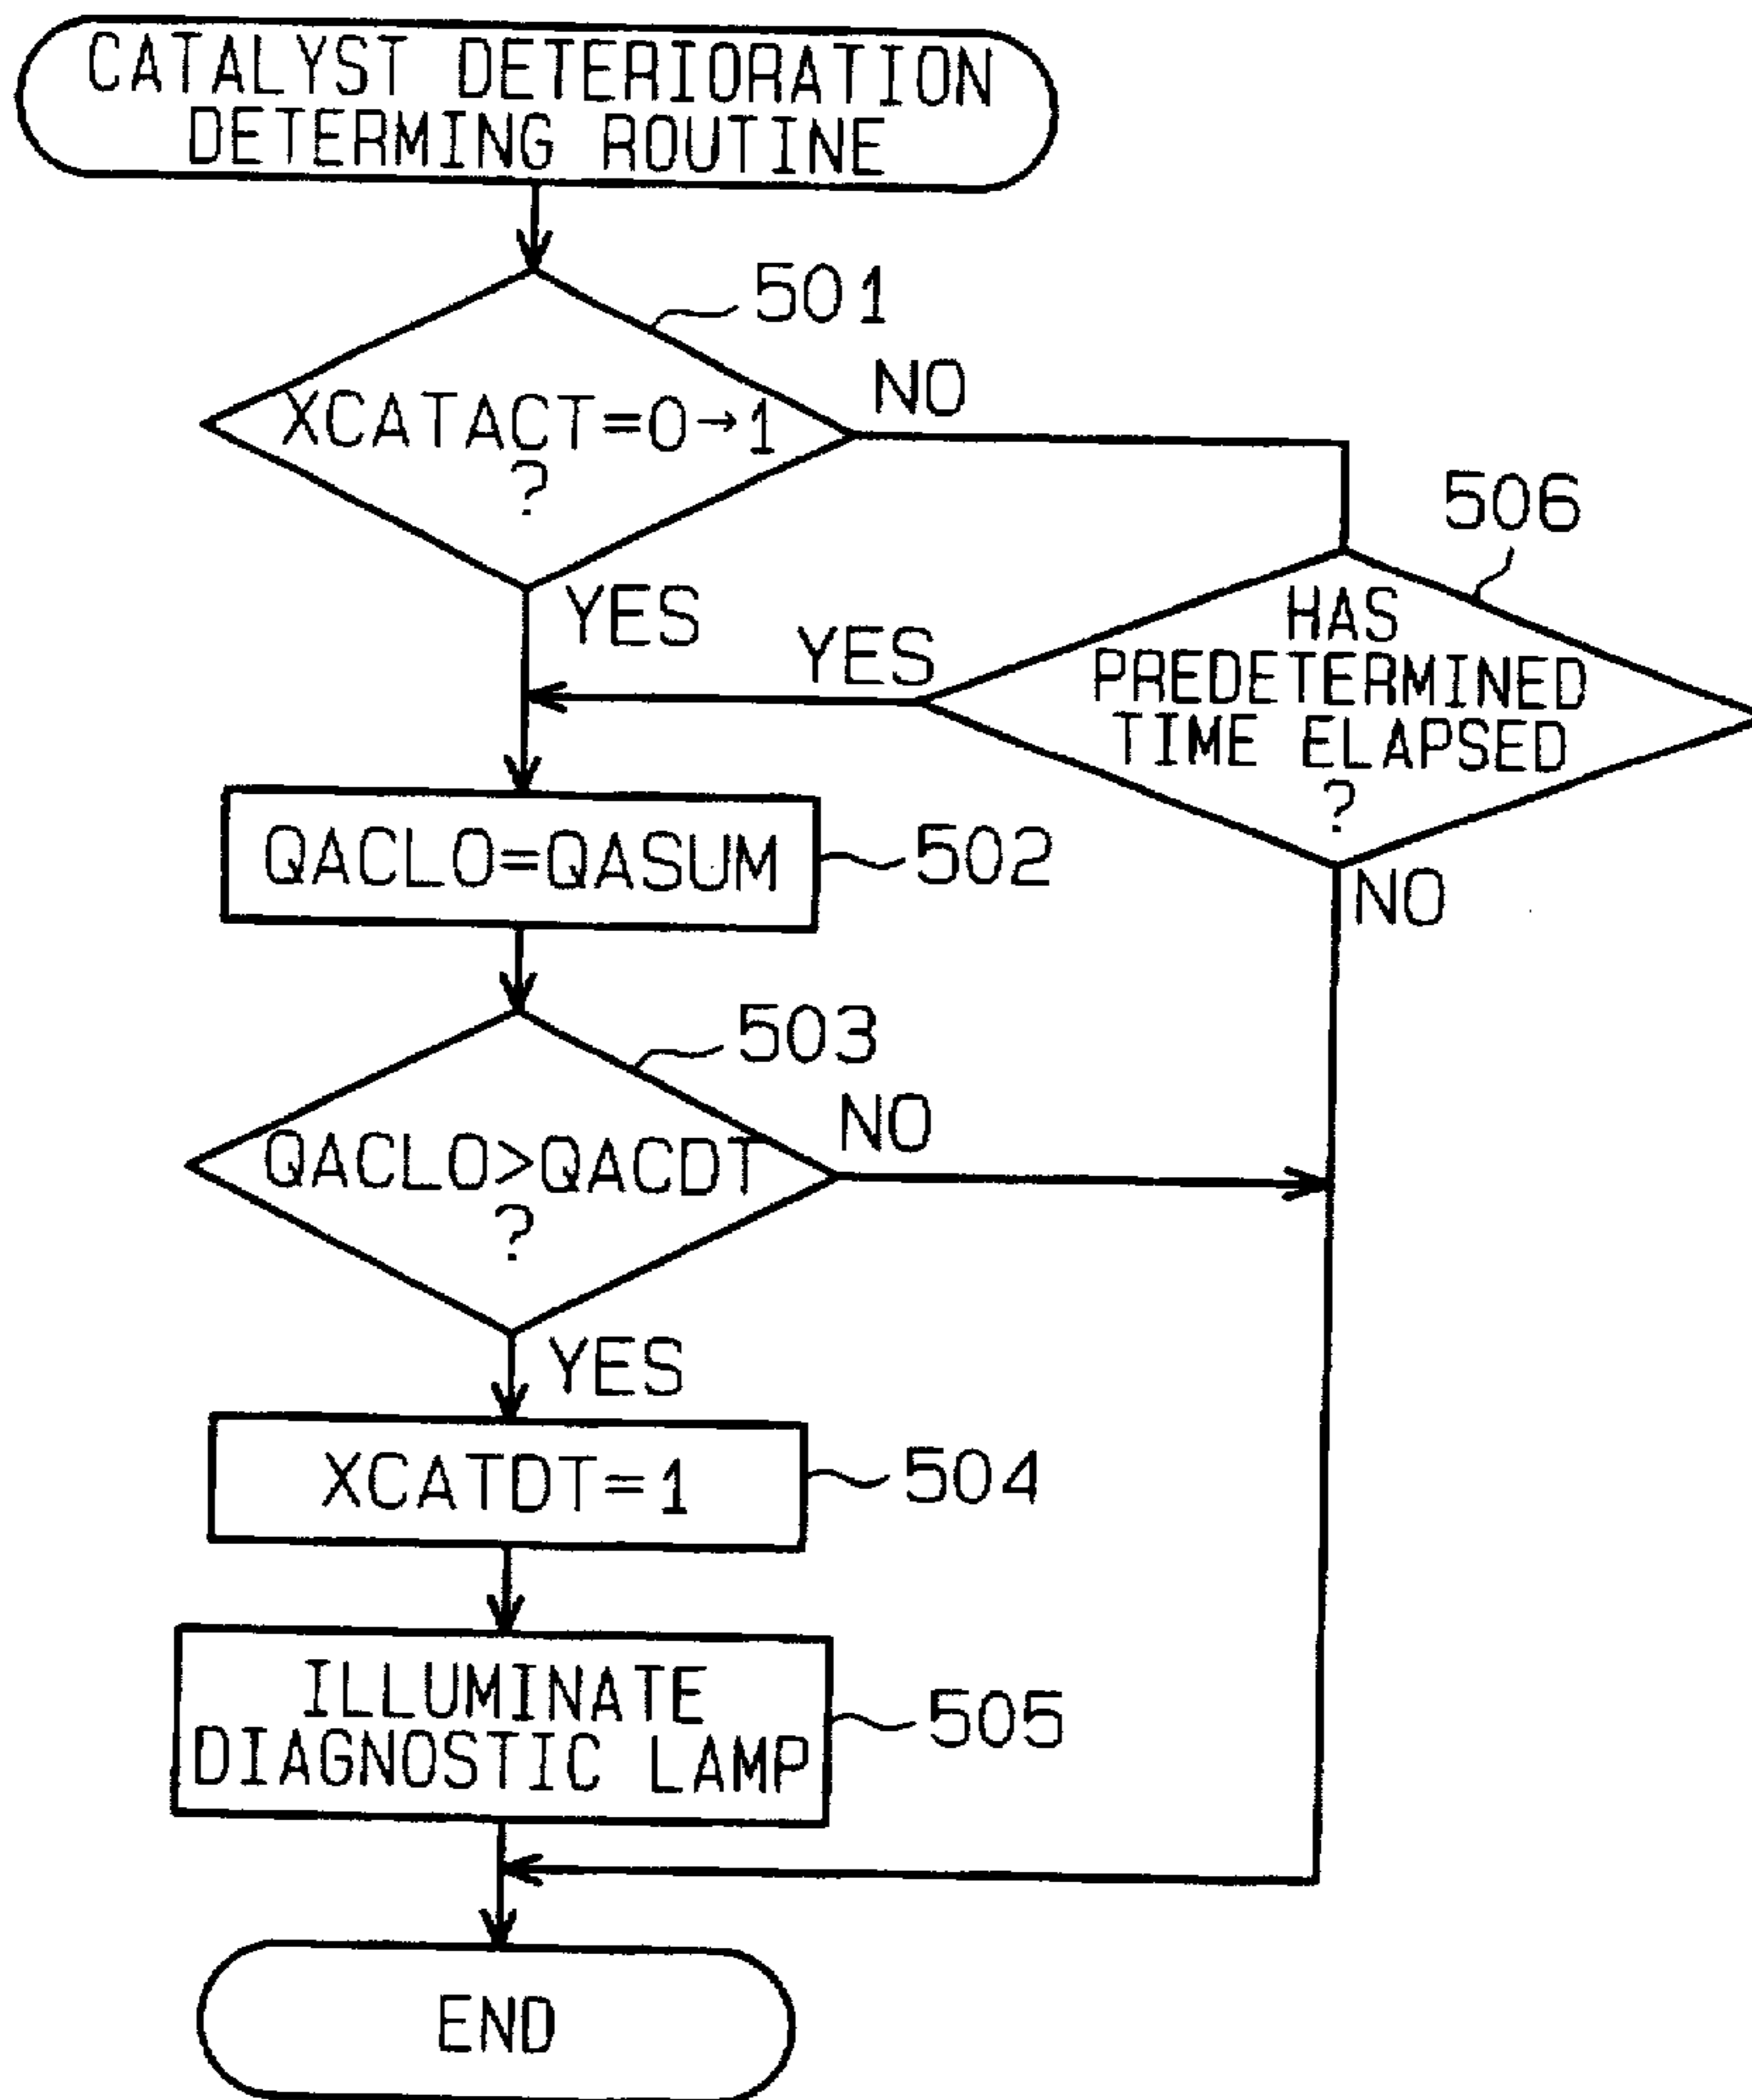 CATALYST DETERIORATION
DETERMING ROUTINE
501
XCATACT=0→1
?
NO
YES
506
HAS
PREDETERMINED
TIME ELAPSED
?
YES
NO
QACLO=QASUM
502
503
QACLO>QACDT
?
NO
YES
XCATDT=1
504
ILLUMINATE
DIAGNOSTIC LAMP
505
END